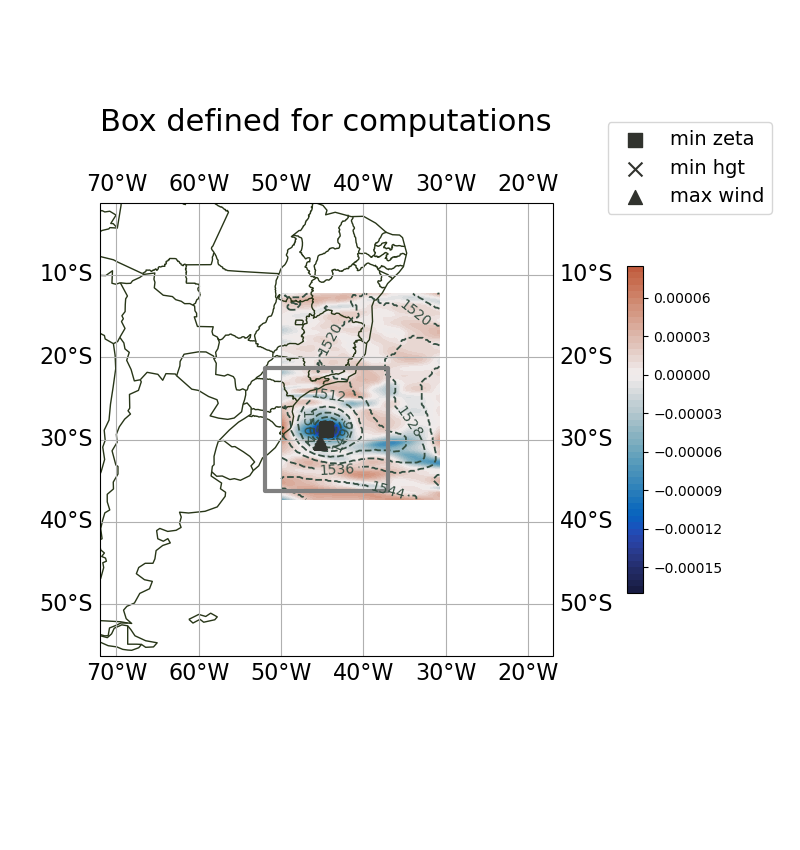 Box defined for computations
min zeta
min hgt
max wind
70°W 60°W 50°W 40°W 30°W 20°W
10°S 10°S
20°S 20°S
30°S 30°S
40°S 40°S
50°S 50°S
70°W 60°W 50°W 40°W 30°W 20°W
1520
1520
1512
1528
1536
1544
0.00006
0.00003
0.00000
−0.00003
−0.00006
−0.00009
−0.00012
−0.00015